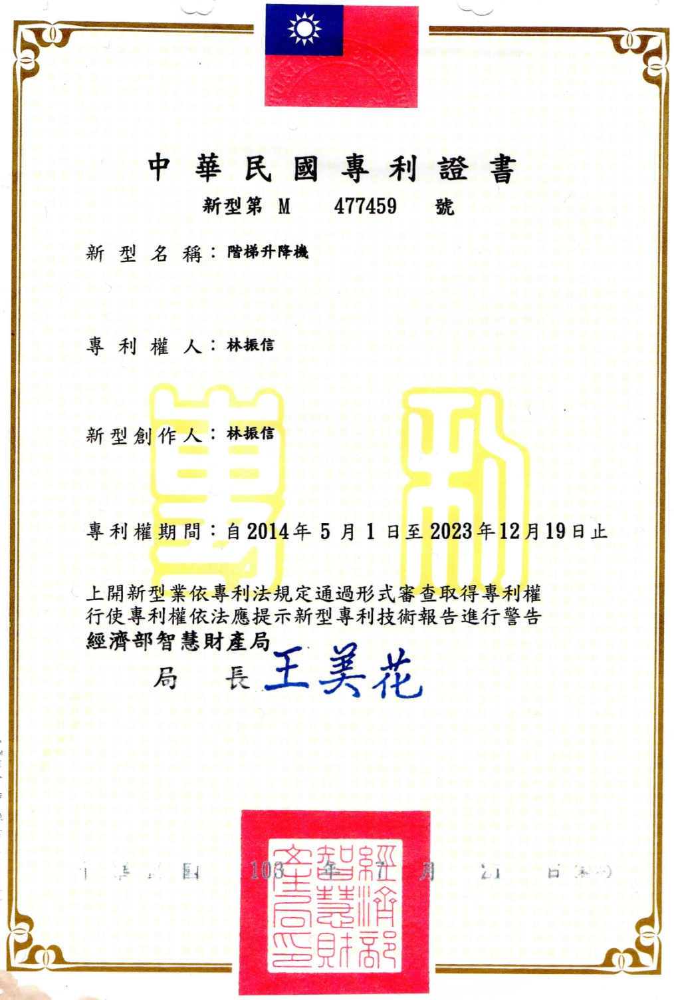 中華民國專利證書
新型第 M 477459 號
新型名稱：階梯升降機
專利權人：林振信
新型創作人：林振信
專利
專利權期間：自2014年 5 月 1 日至2023年12月19日止
上開新型業依專利法規定通過形式審查取得專利權
行使專利權依法應提示新型專利技術報告進行警告
經濟部智慧財產局
局長 王美花
國 103 年 7 月 21 日
經濟部智慧財產局印